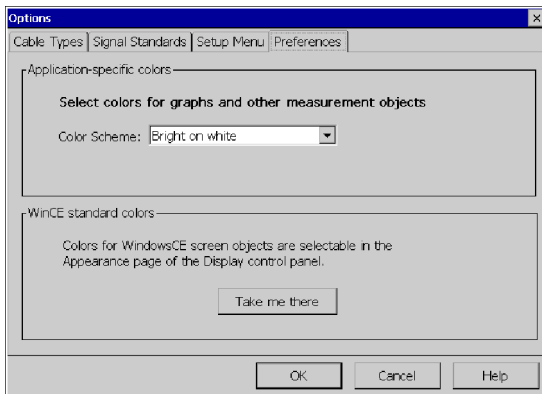 Options
Cable Types
Signal Standards
Setup Menu
Preferences
Application-specific colors
Select colors for graphs and other measurement objects
Color Scheme: Bright on white
WinCE standard colors
Colors for WindowsCE screen objects are selectable in the
Appearance page of the Display control panel.
Take me there
OK
Cancel
Help